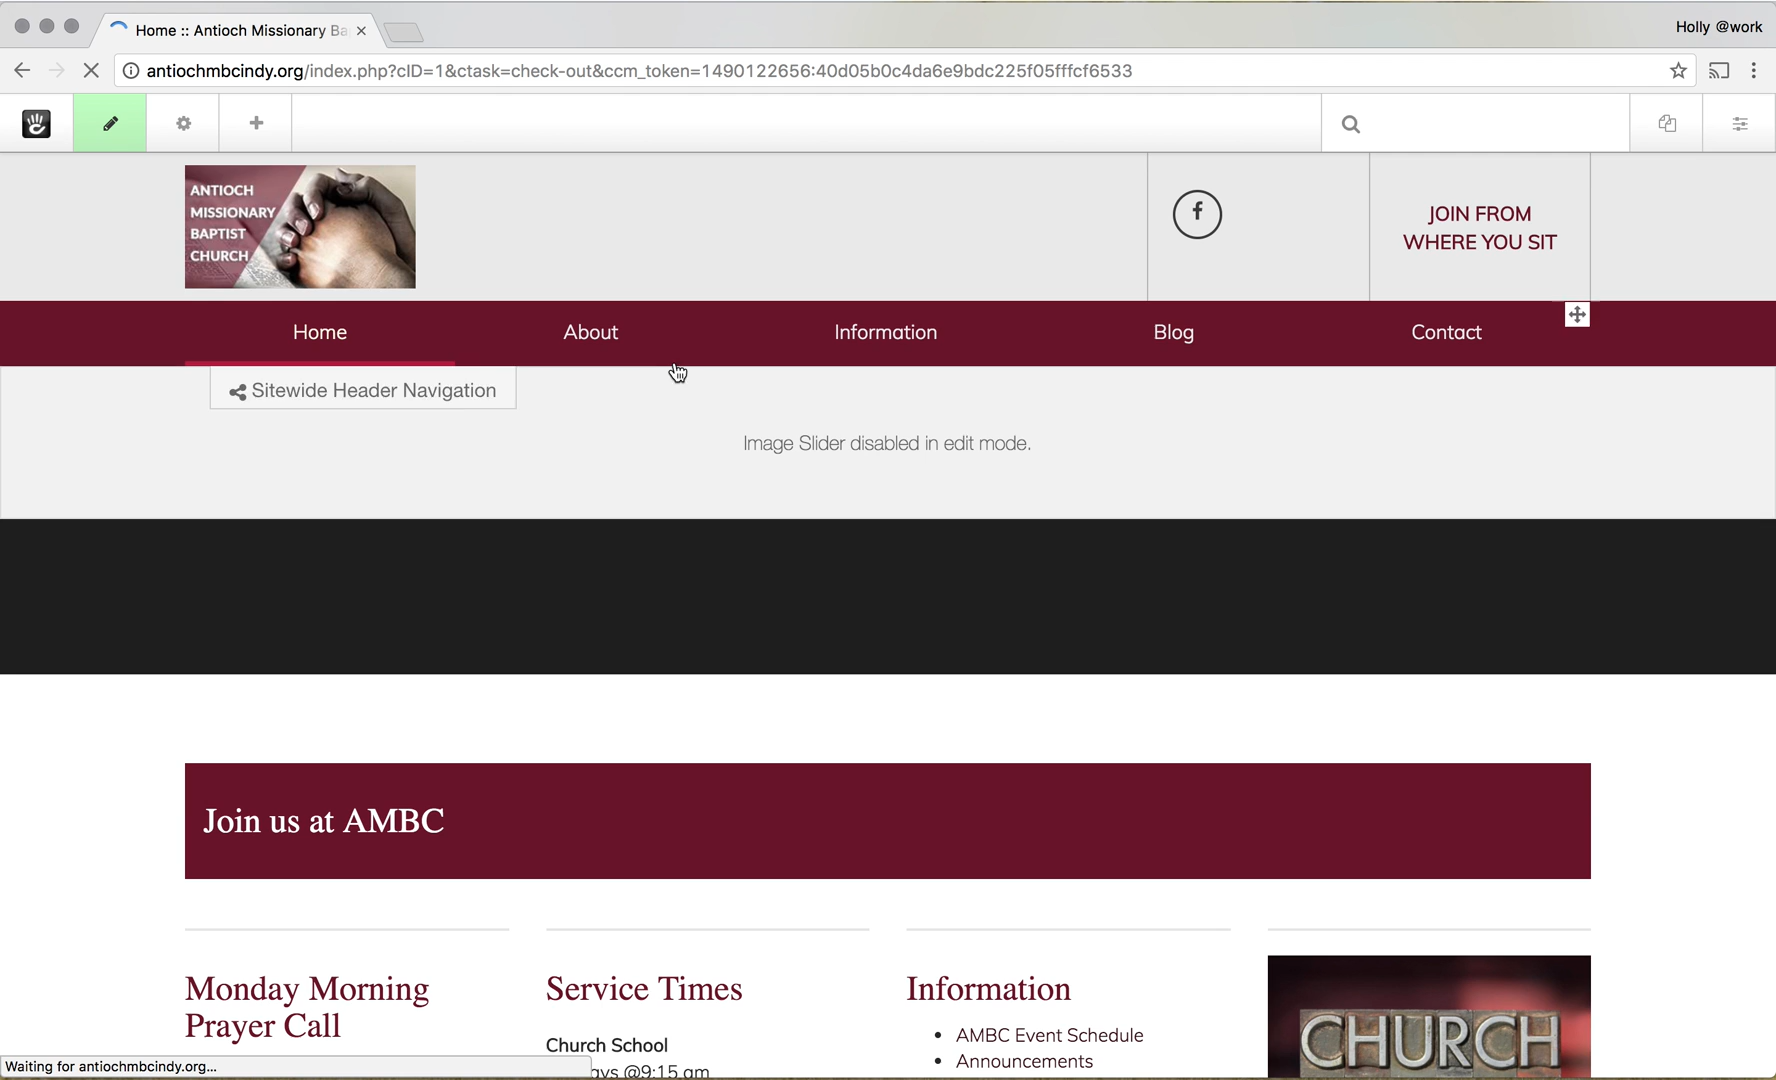 Home :: Antioch Missionary Ba
Holly @work
antiochmbcindy.org/index.php?cID=1&ctask=check-out&ccm_token=1490122656:40d05b0c4da6e9bdc225f05fffcf6533
ANTIOCH
MISSIONARY
BAPTIST
CHURCH
JOIN FROM
WHERE YOU SIT
Home About Information Blog Contact
Sitewide Header Navigation
Image Slider disabled in edit mode.
Join us at AMBC
Monday Morning
Prayer Call
Service Times
Church School
@9:15 am
Information
• AMBC Event Schedule
• Announcements
CHURCH
Waiting for antiochmbcindy.org...